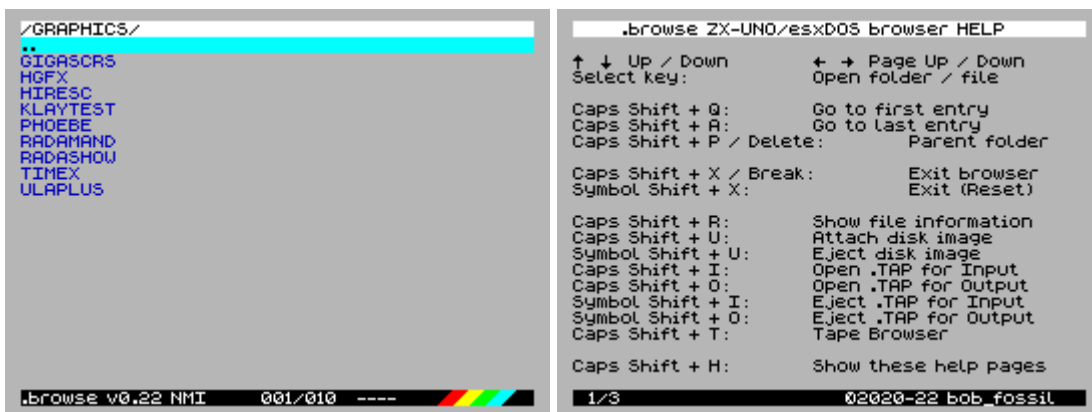 /GRAPHICS/
..
GIGASCRS
HGFX
HIRESC
KLAYTEST
PHOEBE
RADAMAND
RADASHOW
TIMEX
ULAPLUS
.browse v0.22 NMI 001/010 ----
.browse ZX-UNO/esxDOS browser HELP
↑ ↓ Up / Down ← → Page Up / Down
Select key: Open folder / file
Caps Shift + Q: Go to first entry
Caps Shift + A: Go to last entry
Caps Shift + P / Delete: Parent folder
Caps Shift + X / Break: Exit browser
Symbol Shift + X: Exit (Reset)
Caps Shift + R: Show file information
Caps Shift + U: Attach disk image
Symbol Shift + U: Eject disk image
Caps Shift + I: Open .TAP for Input
Caps Shift + O: Open .TAP for Output
Symbol Shift + I: Eject .TAP for Input
Symbol Shift + O: Eject .TAP for Output
Caps Shift + T: Tape Browser
Caps Shift + H: Show these help pages
1/3 ©2020-22 bob_fossil